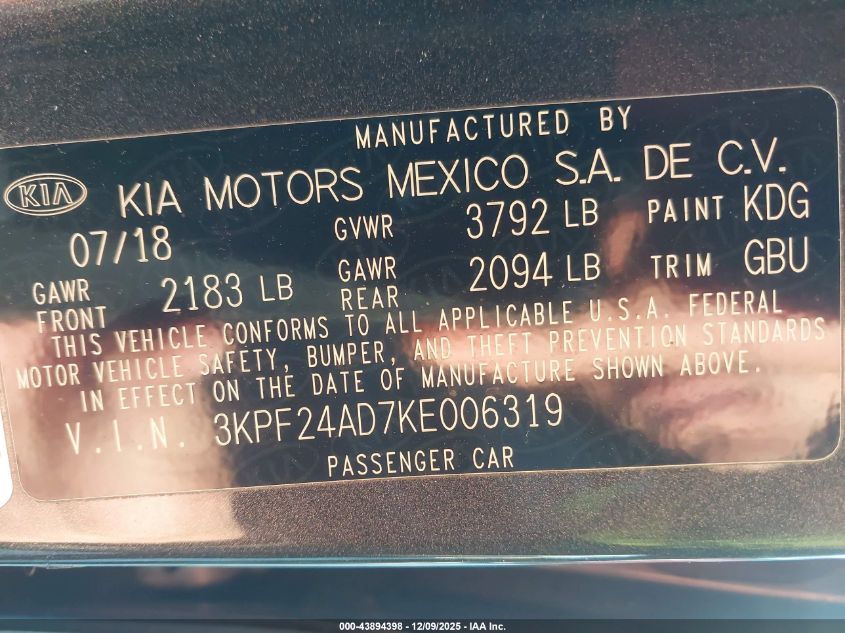 MANUFACTURED BY
KIA KIA MOTORS MEXICO S.A. DE C.V.
07/18 GVWR 3792 LB PAINT KDG
GAWR FRONT 2183 LB GAWR REAR 2094 LB TRIM GBU
THIS VEHICLE CONFORMS TO ALL APPLICABLE U.S.A. FEDERAL
MOTOR VEHICLE SAFETY, BUMPER, AND THEFT PREVENTION STANDARDS
IN EFFECT ON THE DATE OF MANUFACTURE SHOWN ABOVE.
V.I.N. 3KPF24AD7KE006319
PASSENGER CAR
000-43894398 - 12/09/2025 - IAA Inc.